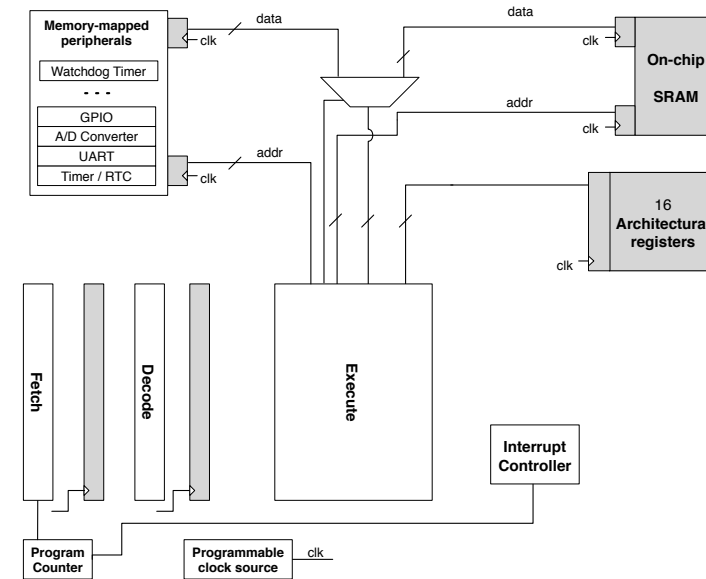 Memory-mapped
peripherals
Watchdog Timer
- - -
GPIO
A/D Converter
UART
Timer / RTC
clk
data
clk
addr
data
clk
On-chip
SRAM
addr
clk
16
Architectura
registers
clk
Fetch
Decode
Execute
Interrupt
Controller
Program
Counter
Programmable
clock source
clk